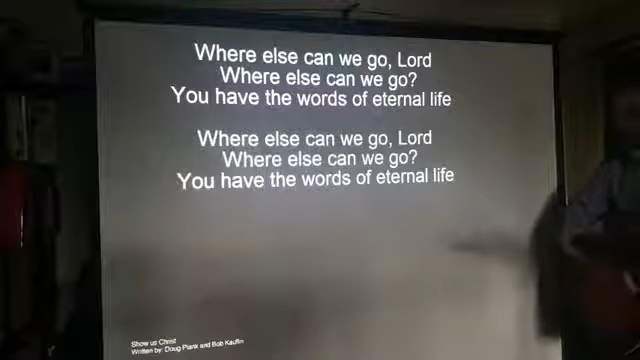 Where else can we go, Lord
Where else can we go?
You have the words of eternal life
Where else can we go, Lord
Where else can we go?
You have the words of eternal life
Show us Christ
Written by: Doug Plank and Bob Kauflin